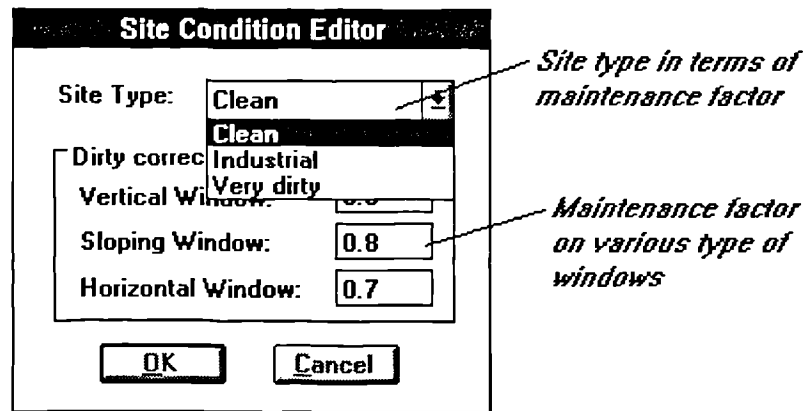 Site Condition Editor
Site Type:
Clean
Clean
Industrial
Very dirty
Dirty correc
Vertical Window:
Sloping Window:
0.8
Horizontal Window:
0.7
OK
Cancel
Site type in terms of
maintenance factor
Maintenance factor
on various type of
windows